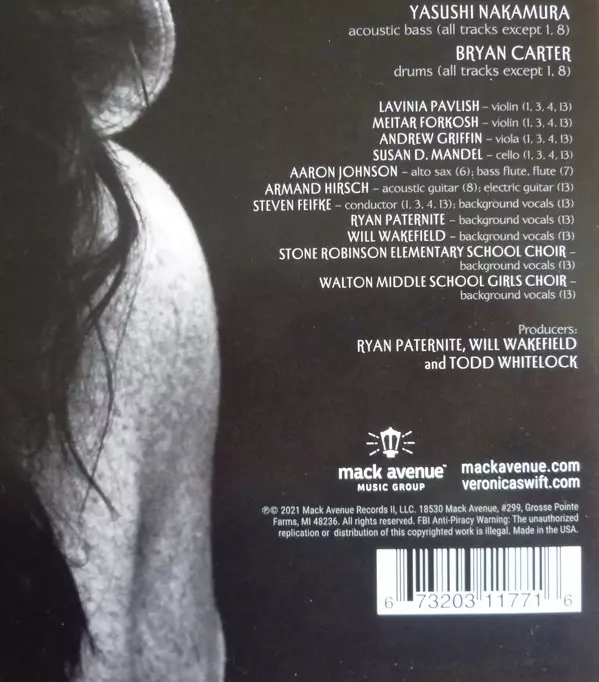 YASUSHI NAKAMURA
acoustic bass (all tracks except 1, 8)
BRYAN CARTER
drums (all tracks except 1, 8)
LAVINIA PAVLISH – violin (1, 3, 4, 13)
MEITAR FORKOSH – violin (1, 3, 4, 13)
ANDREW GRIFFIN – viola (1, 3, 4, 13)
SUSAN D. MANDEL – cello (1, 3, 4, 13)
AARON JOHNSON – alto sax (6); bass flute, flute (7)
ARMAND HIRSCH – acoustic guitar (8); electric guitar (13)
STEVEN FEIFKE – conductor (1, 3, 4, 13); background vocals (13)
RYAN PATERNITE – background vocals (13)
WILL WAKEFIELD – background vocals (13)
STONE ROBINSON ELEMENTARY SCHOOL CHOIR –
background vocals (13)
WALTON MIDDLE SCHOOL GIRLS CHOIR –
background vocals (13)
Producers:
RYAN PATERNITE, WILL WAKEFIELD
and TODD WHITELOCK
mack avenue
MUSIC GROUP
mackavenue.com
veronicaswift.com
℗© 2021 Mack Avenue Records II, LLC. 18530 Mack Avenue, #299, Grosse Pointe
Farms, MI 48236. All rights reserved. FBI Anti-Piracy Warning: The unauthorized
replication or distribution of this copyrighted work is illegal. Made in the USA.
6 73203 11771 6